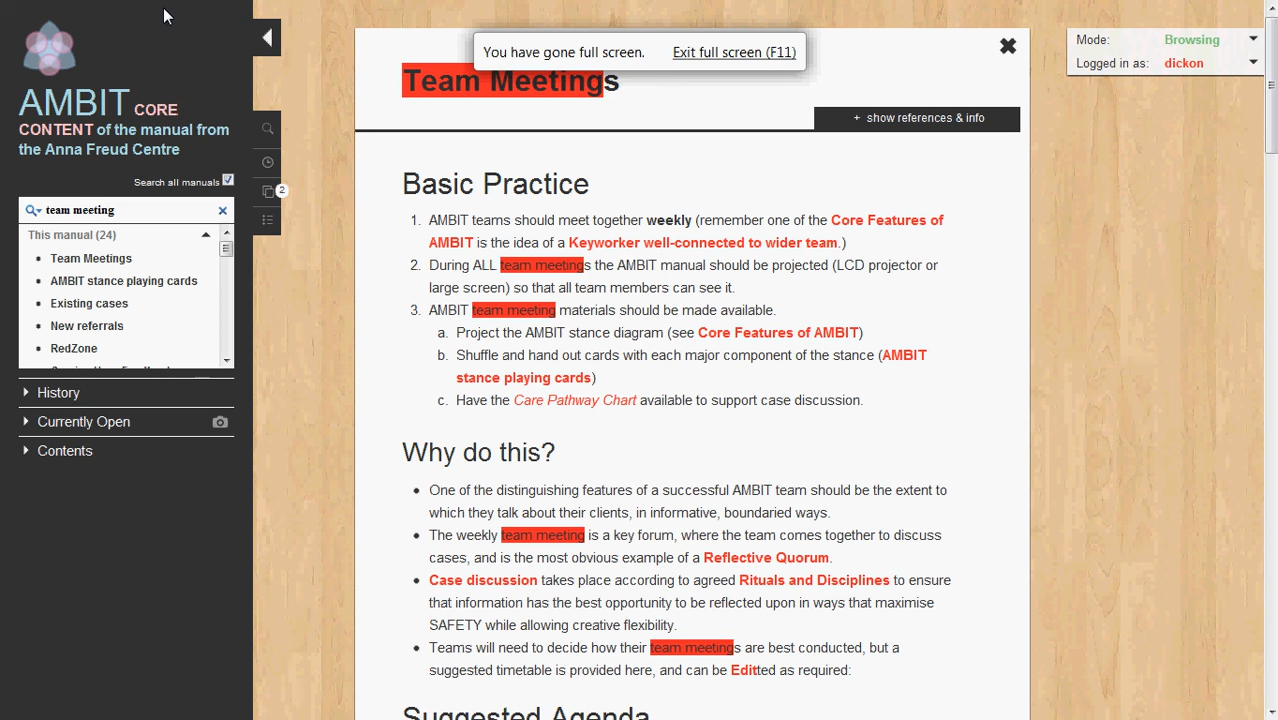 AMBIT CORE
CONTENT of the manual from
the Anna Freud Centre
Search all manuals
team meeting
This manual (24)
Team Meetings
AMBIT stance playing cards
Existing cases
New referrals
RedZone
History
Currently Open
Contents
2
You have gone full screen. Exit full screen (F11)
Team Meetings
+ show references & info
Basic Practice
1. AMBIT teams should meet together weekly (remember one of the Core Features of
AMBIT is the idea of a Keyworker well-connected to wider team.)
2. During ALL team meetings the AMBIT manual should be projected (LCD projector or
large screen) so that all team members can see it.
3. AMBIT team meeting materials should be made available.
a. Project the AMBIT stance diagram (see Core Features of AMBIT)
b. Shuffle and hand out cards with each major component of the stance (AMBIT
stance playing cards)
c. Have the Care Pathway Chart available to support case discussion.
Why do this?
One of the distinguishing features of a successful AMBIT team should be the extent to
which they talk about their clients, in informative, boundaried ways.
The weekly team meeting is a key forum, where the team comes together to discuss
cases, and is the most obvious example of a Reflective Quorum.
Case discussion takes place according to agreed Rituals and Disciplines to ensure
that information has the best opportunity to be reflected upon in ways that maximise
SAFETY while allowing creative flexibility.
Teams will need to decide how their team meetings are best conducted, but a
suggested timetable is provided here, and can be Editted as required:
Suggested Agenda
Mode: Browsing
Logged in as: dickon